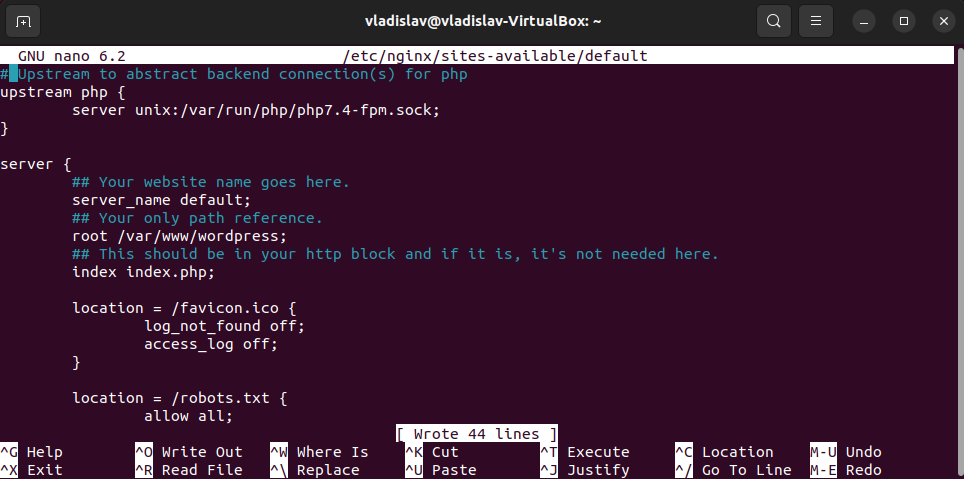 vladislav@vladislav-VirtualBox: ~
GNU nano 6.2 /etc/nginx/sites-available/default
# Upstream to abstract backend connection(s) for php
upstream php {
server unix:/var/run/php/php7.4-fpm.sock;
}
server {
## Your website name goes here.
server_name default;
## Your only path reference.
root /var/www/wordpress;
## This should be in your http block and if it is, it's not needed here.
index index.php;
location = /favicon.ico {
log_not_found off;
access_log off;
}
location = /robots.txt {
allow all;
[ Wrote 44 lines ]
^G Help ^O Write Out ^W Where Is ^K Cut ^T Execute ^C Location M-U Undo
^X Exit ^R Read File ^\ Replace ^U Paste ^J Justify ^/ Go To Line M-E Redo